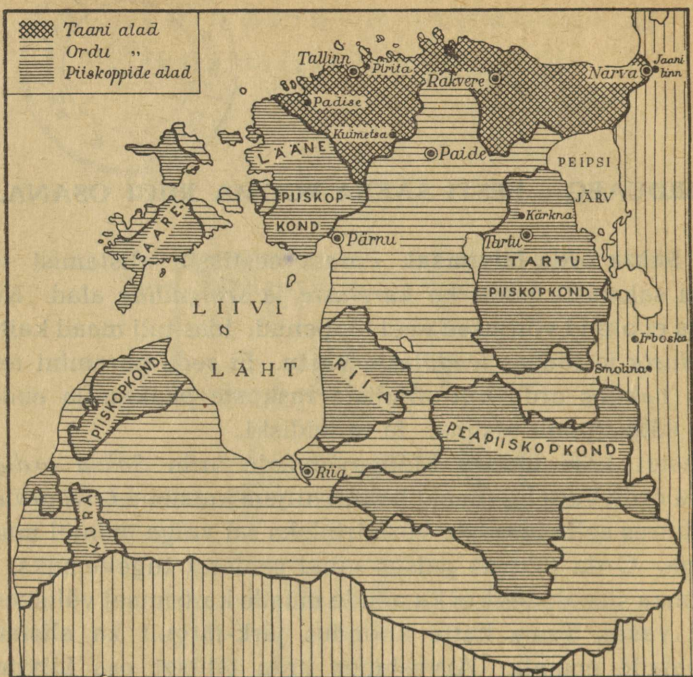 Taani alad
Ordu „
Piiskoppide alad
Tallinn
Pirita
Rakvere
Narva
Jaani
linn
Padise
Kuimetsa
LÄÄNE
PIISKOP-
KOND
Paide
PEIPSI
JÄRV
SAARE-
Kärkna
Pärnu
Tartu
TARTU
PIISKOPKOND
LIIVI
LAHT
Irboska
Smolina
PIISKOPKOND
RIIA
PEAPIISKOPKOND
Riia
KURA